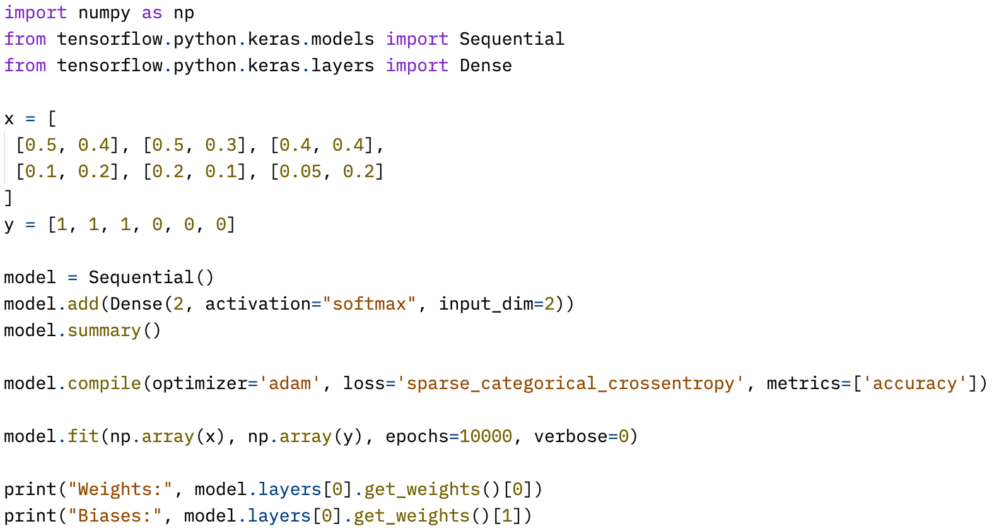 import numpy as np
from tensorflow.python.keras.models import Sequential
from tensorflow.python.keras.layers import Dense

x = [
 [0.5, 0.4], [0.5, 0.3], [0.4, 0.4],
 [0.1, 0.2], [0.2, 0.1], [0.05, 0.2]
]
y = [1, 1, 1, 0, 0, 0]

model = Sequential()
model.add(Dense(2, activation="softmax", input_dim=2))
model.summary()

model.compile(optimizer='adam', loss='sparse_categorical_crossentropy', metrics=['accuracy'])

model.fit(np.array(x), np.array(y), epochs=10000, verbose=0)

print("Weights:", model.layers[0].get_weights()[0])
print("Biases:", model.layers[0].get_weights()[1])